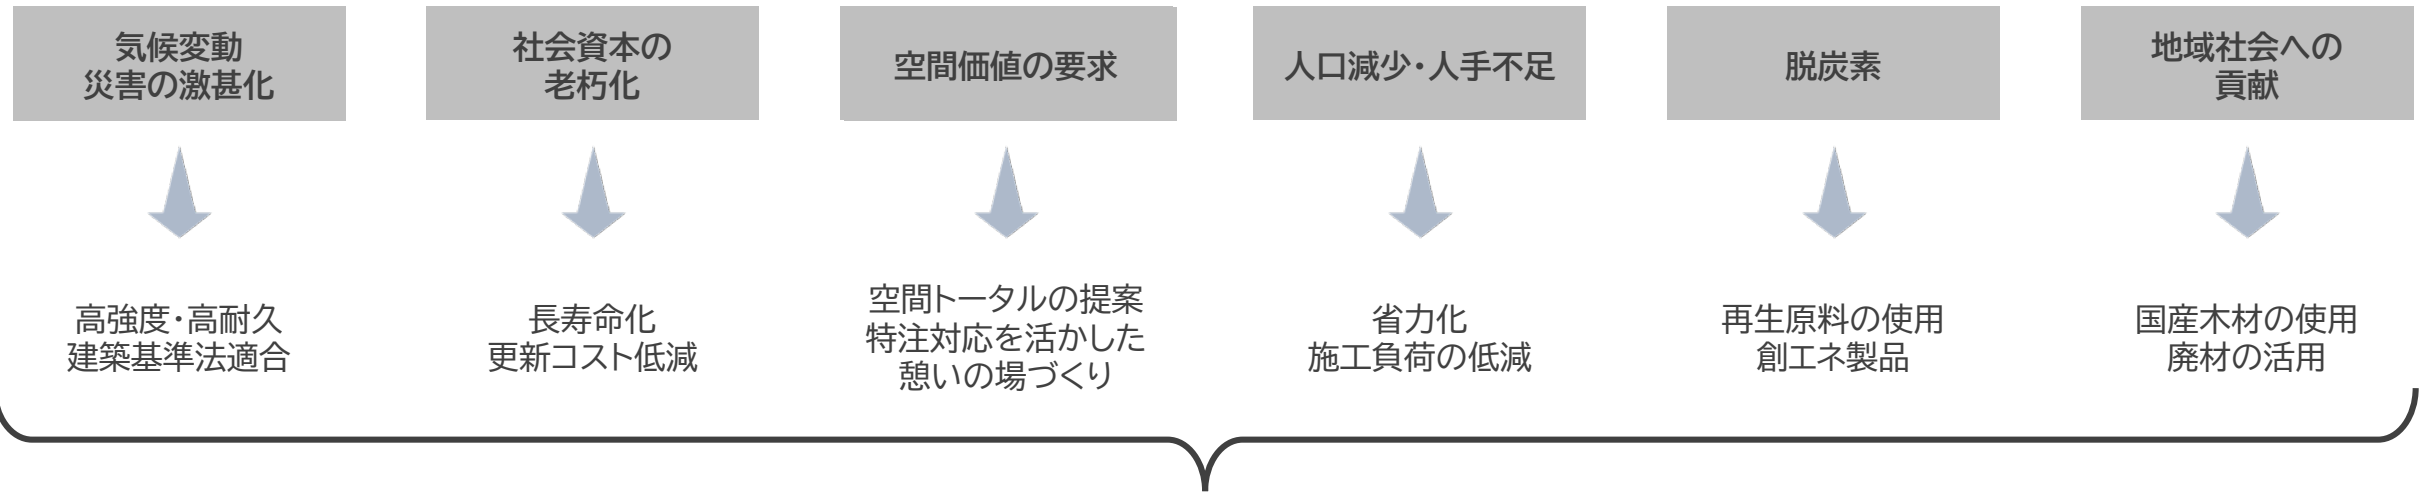 気候変動
災害の激甚化
社会資本の
老朽化
空間価値の要求
人口減少・人手不足
脱炭素
地域社会への
貢献
高強度・高耐久
建築基準法適合
長寿命化
更新コスト低減
空間トータルの提案
特注対応を活かした
憩いの場づくり
省力化
施工負荷の低減
再生原料の使用
創エネ製品
国産木材の使用
廃材の活用